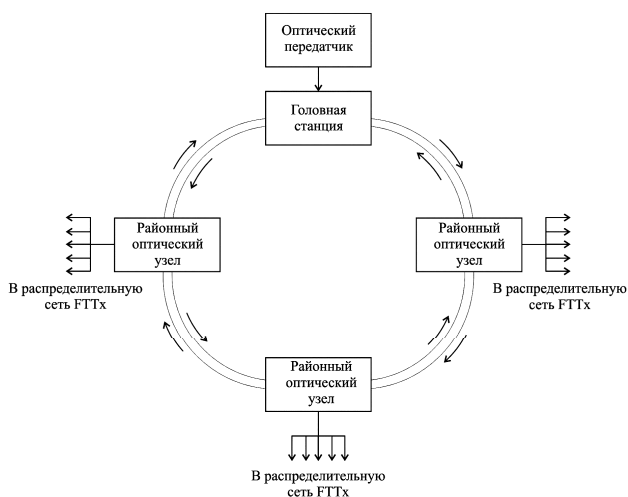 Оптический
передатчик
Головная
станция
Районный
оптический
узел
Районный
оптический
узел
В распределительную
сеть FTTx
В распределительную
сеть FTTx
Районный
оптический
узел
В распределительную
сеть FTTx